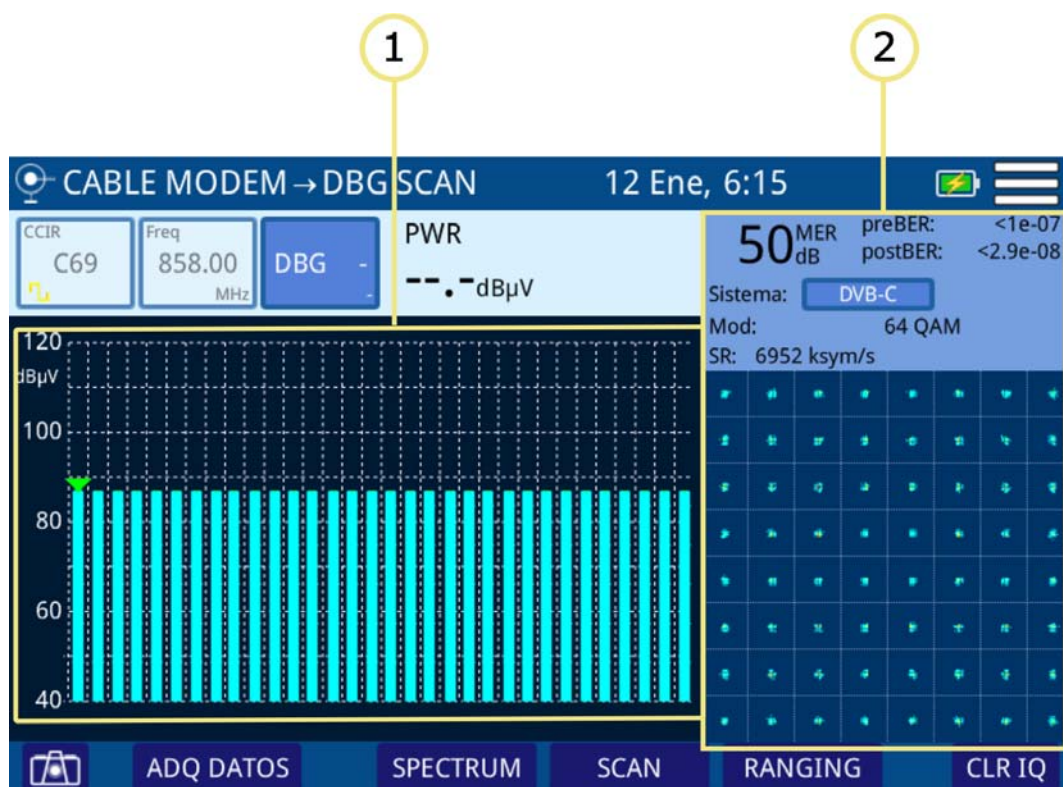 1
2
CABLE MODEM → DBG SCAN
12 Ene, 6:15
CCIR
C69
Freq
858.00
MHz
DBG -
-
PWR
--.-dBµV
50 MER dB
preBER: <1e-07
postBER: <2.9e-08
Sistema: DVB-C
Mod: 64 QAM
SR: 6952 ksym/s
120
dBµV
100
80
60
40
ADQ DATOS
SPECTRUM
SCAN
RANGING
CLR IQ